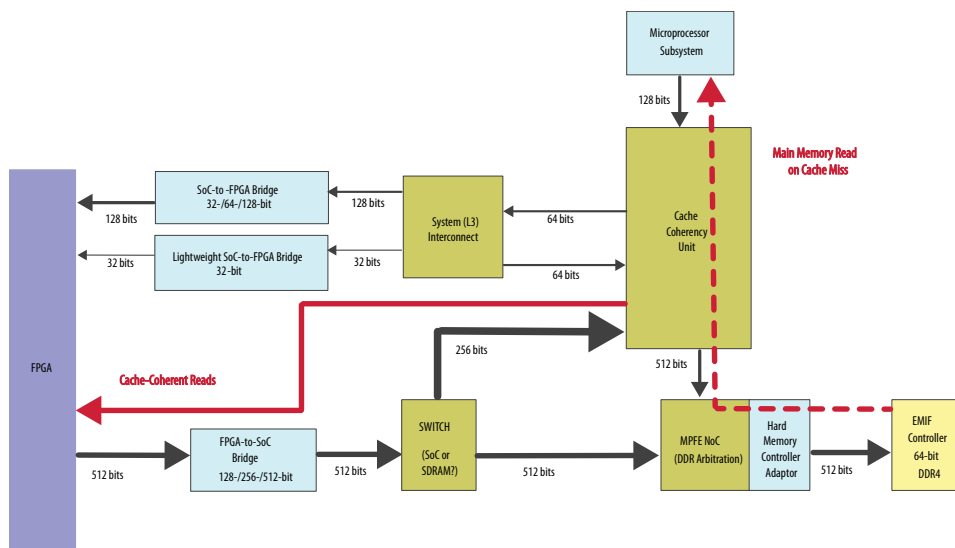 Microprocessor
Subsystem
128 bits
Main Memory Read
on Cache Miss
SoC-to -FPGA Bridge
32-/64-/128-bit
128 bits
128 bits
System (L3)
Interconnect
64 bits
Cache
Coherency
Unit
Lightweight SoC-to-FPGA Bridge
32-bit
32 bits
32 bits
64 bits
256 bits
512 bits
FPGA
Cache-Coherent Reads
FPGA-to-SoC
Bridge
128-/256-/512-bit
512 bits
512 bits
SWITCH
(SoC or
SDRAM?)
512 bits
MPFE NoC
(DDR Arbitration)
Hard
Memory
Controller
Adaptor
512 bits
EMIF
Controller
64-bit
DDR4